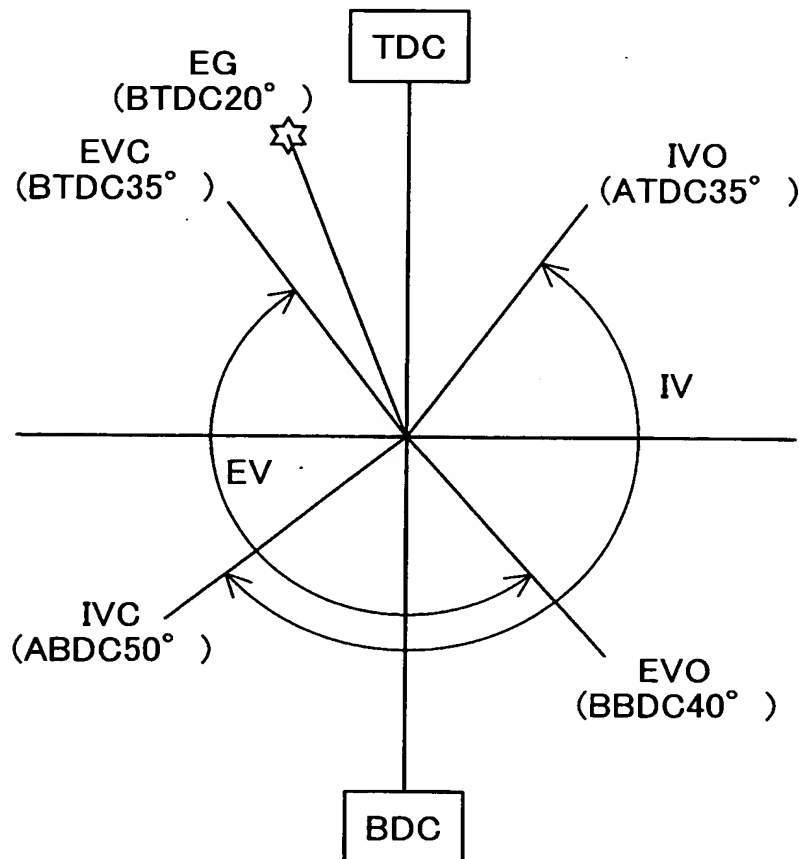 TDC
EG
(BTDC20° )
EVC
(BTDC35° )
IVO
(ATDC35° )
IV
EV
IVC
(ABDC50° )
EVO
(BBDC40° )
BDC